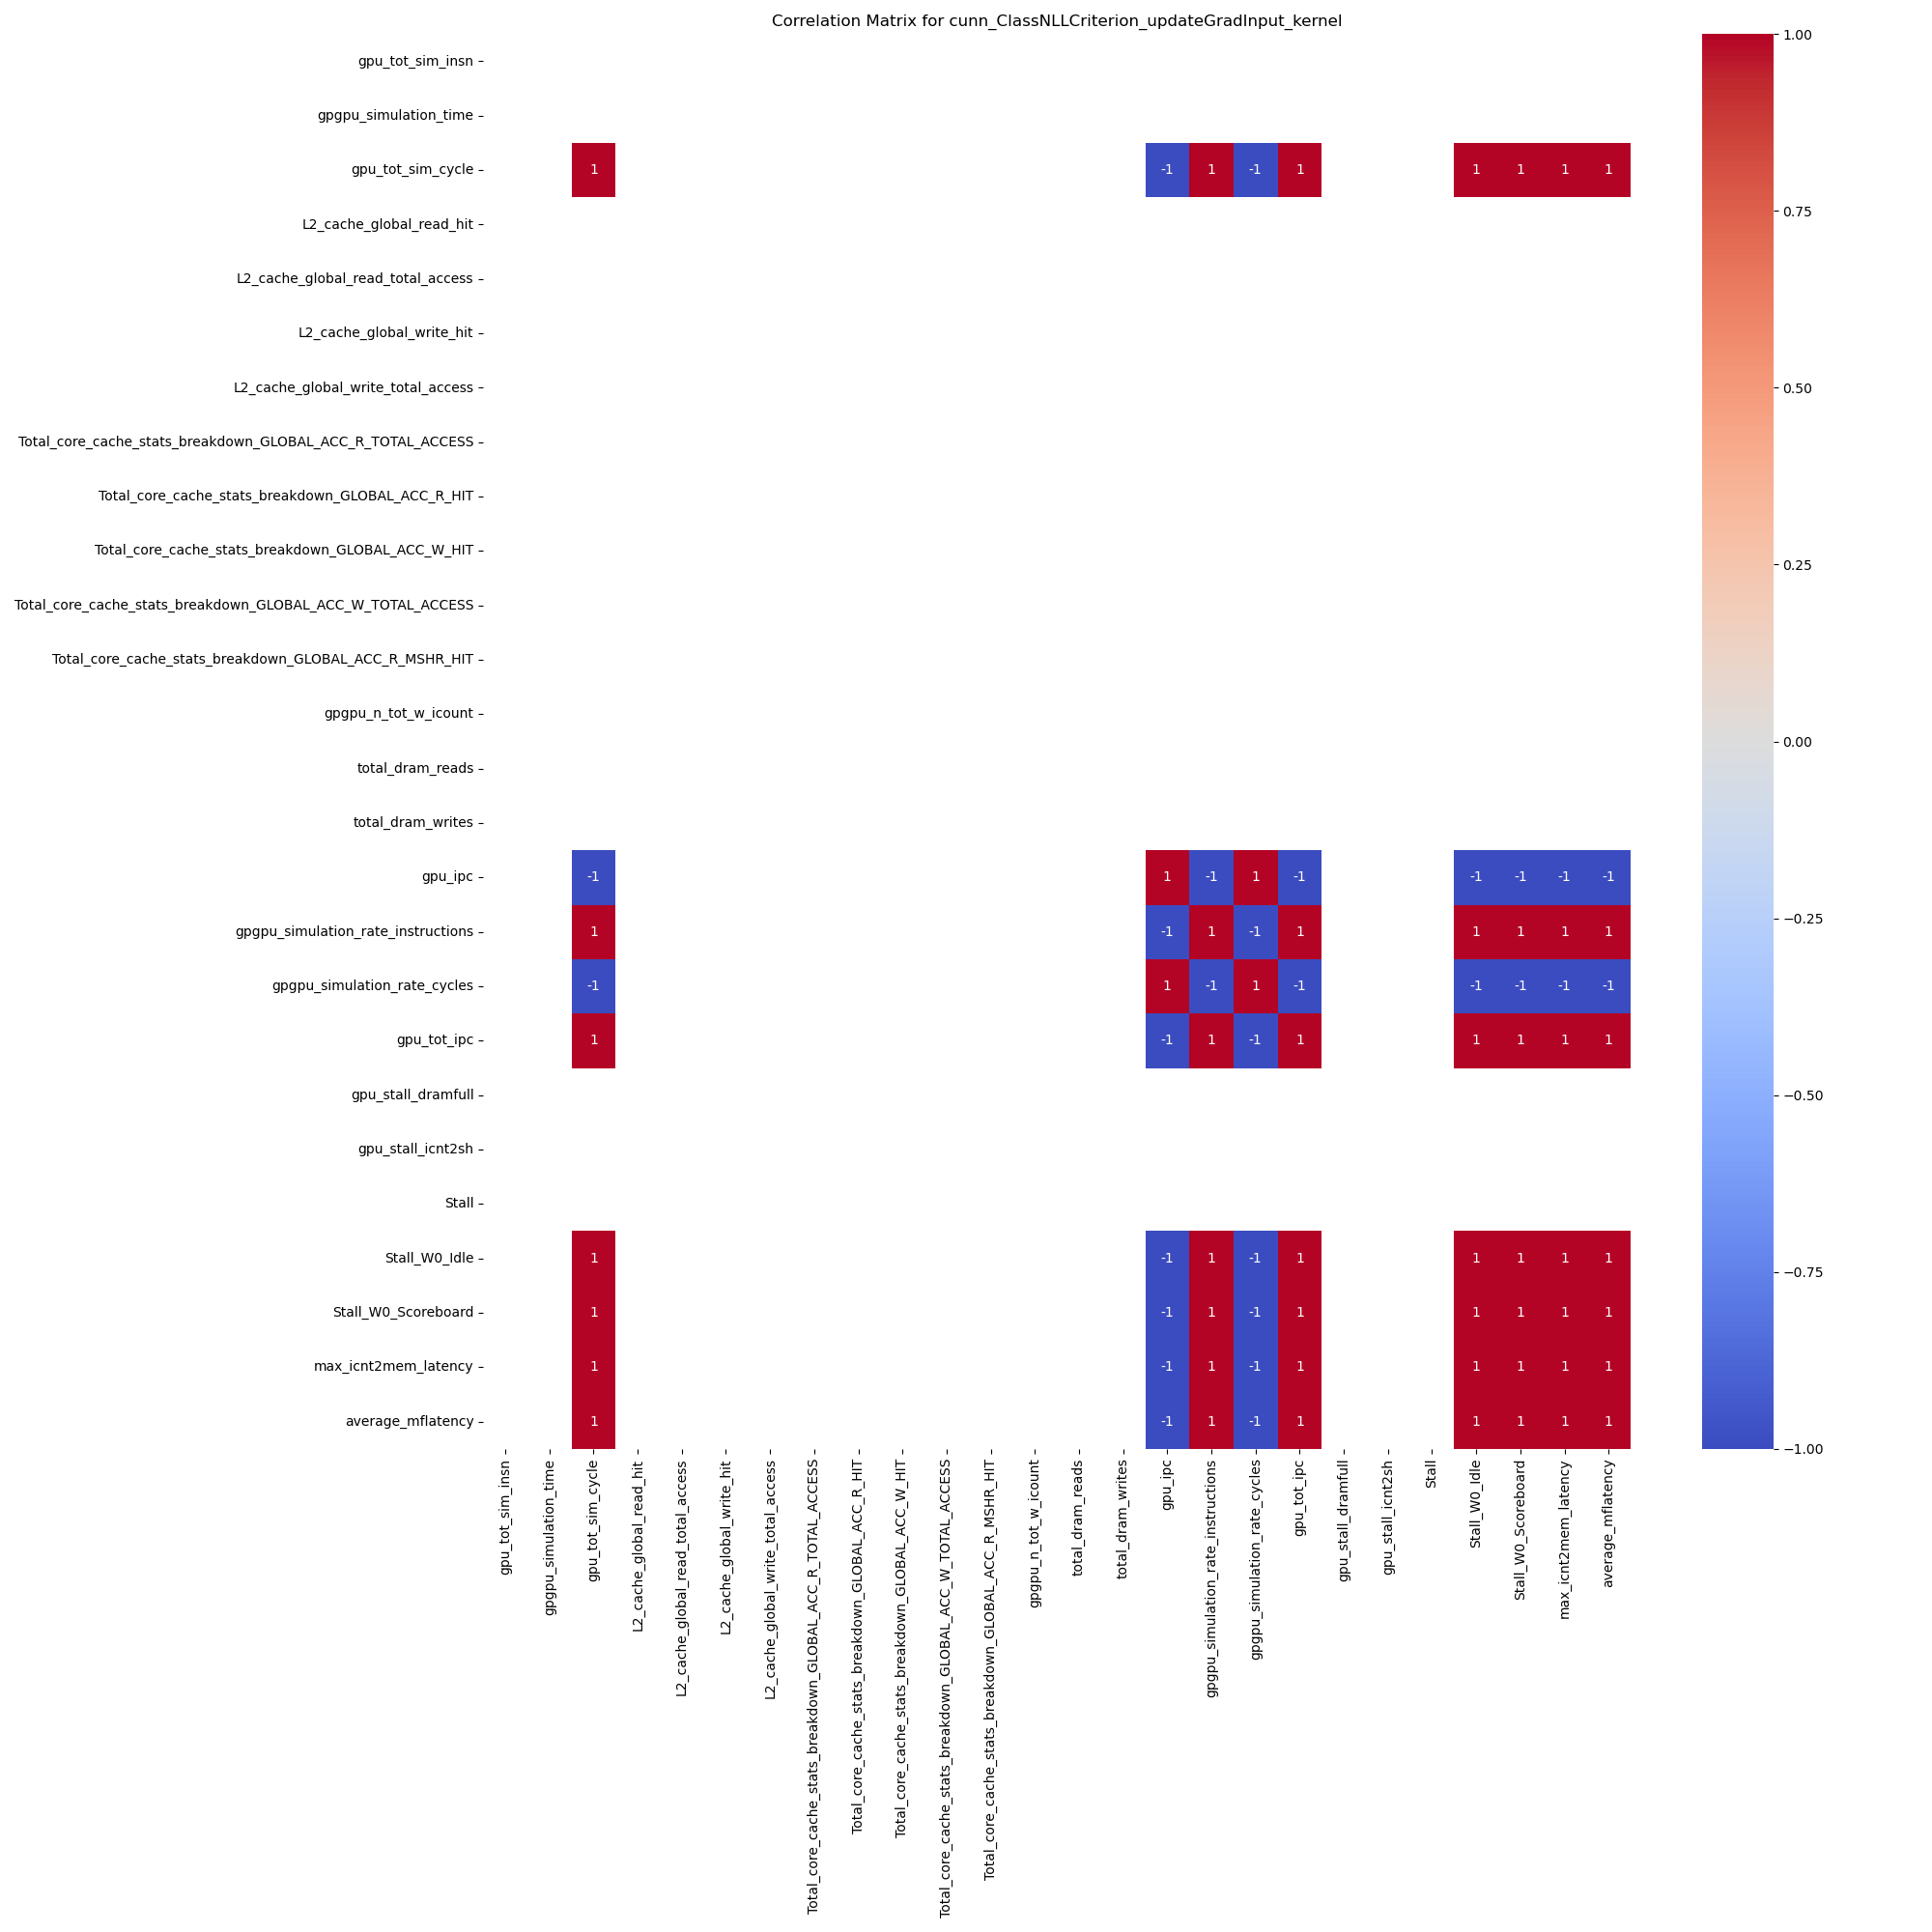 Correlation Matrix for cunn_ClassNLLCriterion_updateGradInput_kernel
gpu_tot_sim_insn
gpgpu_simulation_time
gpu_tot_sim_cycle 1 -1 1 -1 1 1 1 1 1
L2_cache_global_read_hit
L2_cache_global_read_total_access
L2_cache_global_write_hit
L2_cache_global_write_total_access
Total_core_cache_stats_breakdown_GLOBAL_ACC_R_TOTAL_ACCESS
Total_core_cache_stats_breakdown_GLOBAL_ACC_R_HIT
Total_core_cache_stats_breakdown_GLOBAL_ACC_W_HIT
Total_core_cache_stats_breakdown_GLOBAL_ACC_W_TOTAL_ACCESS
Total_core_cache_stats_breakdown_GLOBAL_ACC_R_MSHR_HIT
gpgpu_n_tot_w_icount
total_dram_reads
total_dram_writes
gpu_ipc -1 1 -1 1 -1 -1 -1 -1 -1
gpgpu_simulation_rate_instructions 1 -1 1 -1 1 1 1 1 1
gpgpu_simulation_rate_cycles -1 1 -1 1 -1 -1 -1 -1 -1
gpu_tot_ipc 1 -1 1 -1 1 1 1 1 1
gpu_stall_dramfull
gpu_stall_icnt2sh
Stall
Stall_W0_Idle 1 -1 1 -1 1 1 1 1 1
Stall_W0_Scoreboard 1 -1 1 -1 1 1 1 1 1
max_icnt2mem_latency 1 -1 1 -1 1 1 1 1 1
average_mflatency 1 -1 1 -1 1 1 1 1 1
gpu_tot_sim_insn
gpgpu_simulation_time
gpu_tot_sim_cycle
L2_cache_global_read_hit
L2_cache_global_read_total_access
L2_cache_global_write_hit
L2_cache_global_write_total_access
Total_core_cache_stats_breakdown_GLOBAL_ACC_R_TOTAL_ACCESS
Total_core_cache_stats_breakdown_GLOBAL_ACC_R_HIT
Total_core_cache_stats_breakdown_GLOBAL_ACC_W_HIT
Total_core_cache_stats_breakdown_GLOBAL_ACC_W_TOTAL_ACCESS
Total_core_cache_stats_breakdown_GLOBAL_ACC_R_MSHR_HIT
gpgpu_n_tot_w_icount
total_dram_reads
total_dram_writes
gpu_ipc
gpgpu_simulation_rate_instructions
gpgpu_simulation_rate_cycles
gpu_tot_ipc
gpu_stall_dramfull
gpu_stall_icnt2sh
Stall
Stall_W0_Idle
Stall_W0_Scoreboard
max_icnt2mem_latency
average_mflatency
1.00
0.75
0.50
0.25
0.00
−0.25
−0.50
−0.75
−1.00